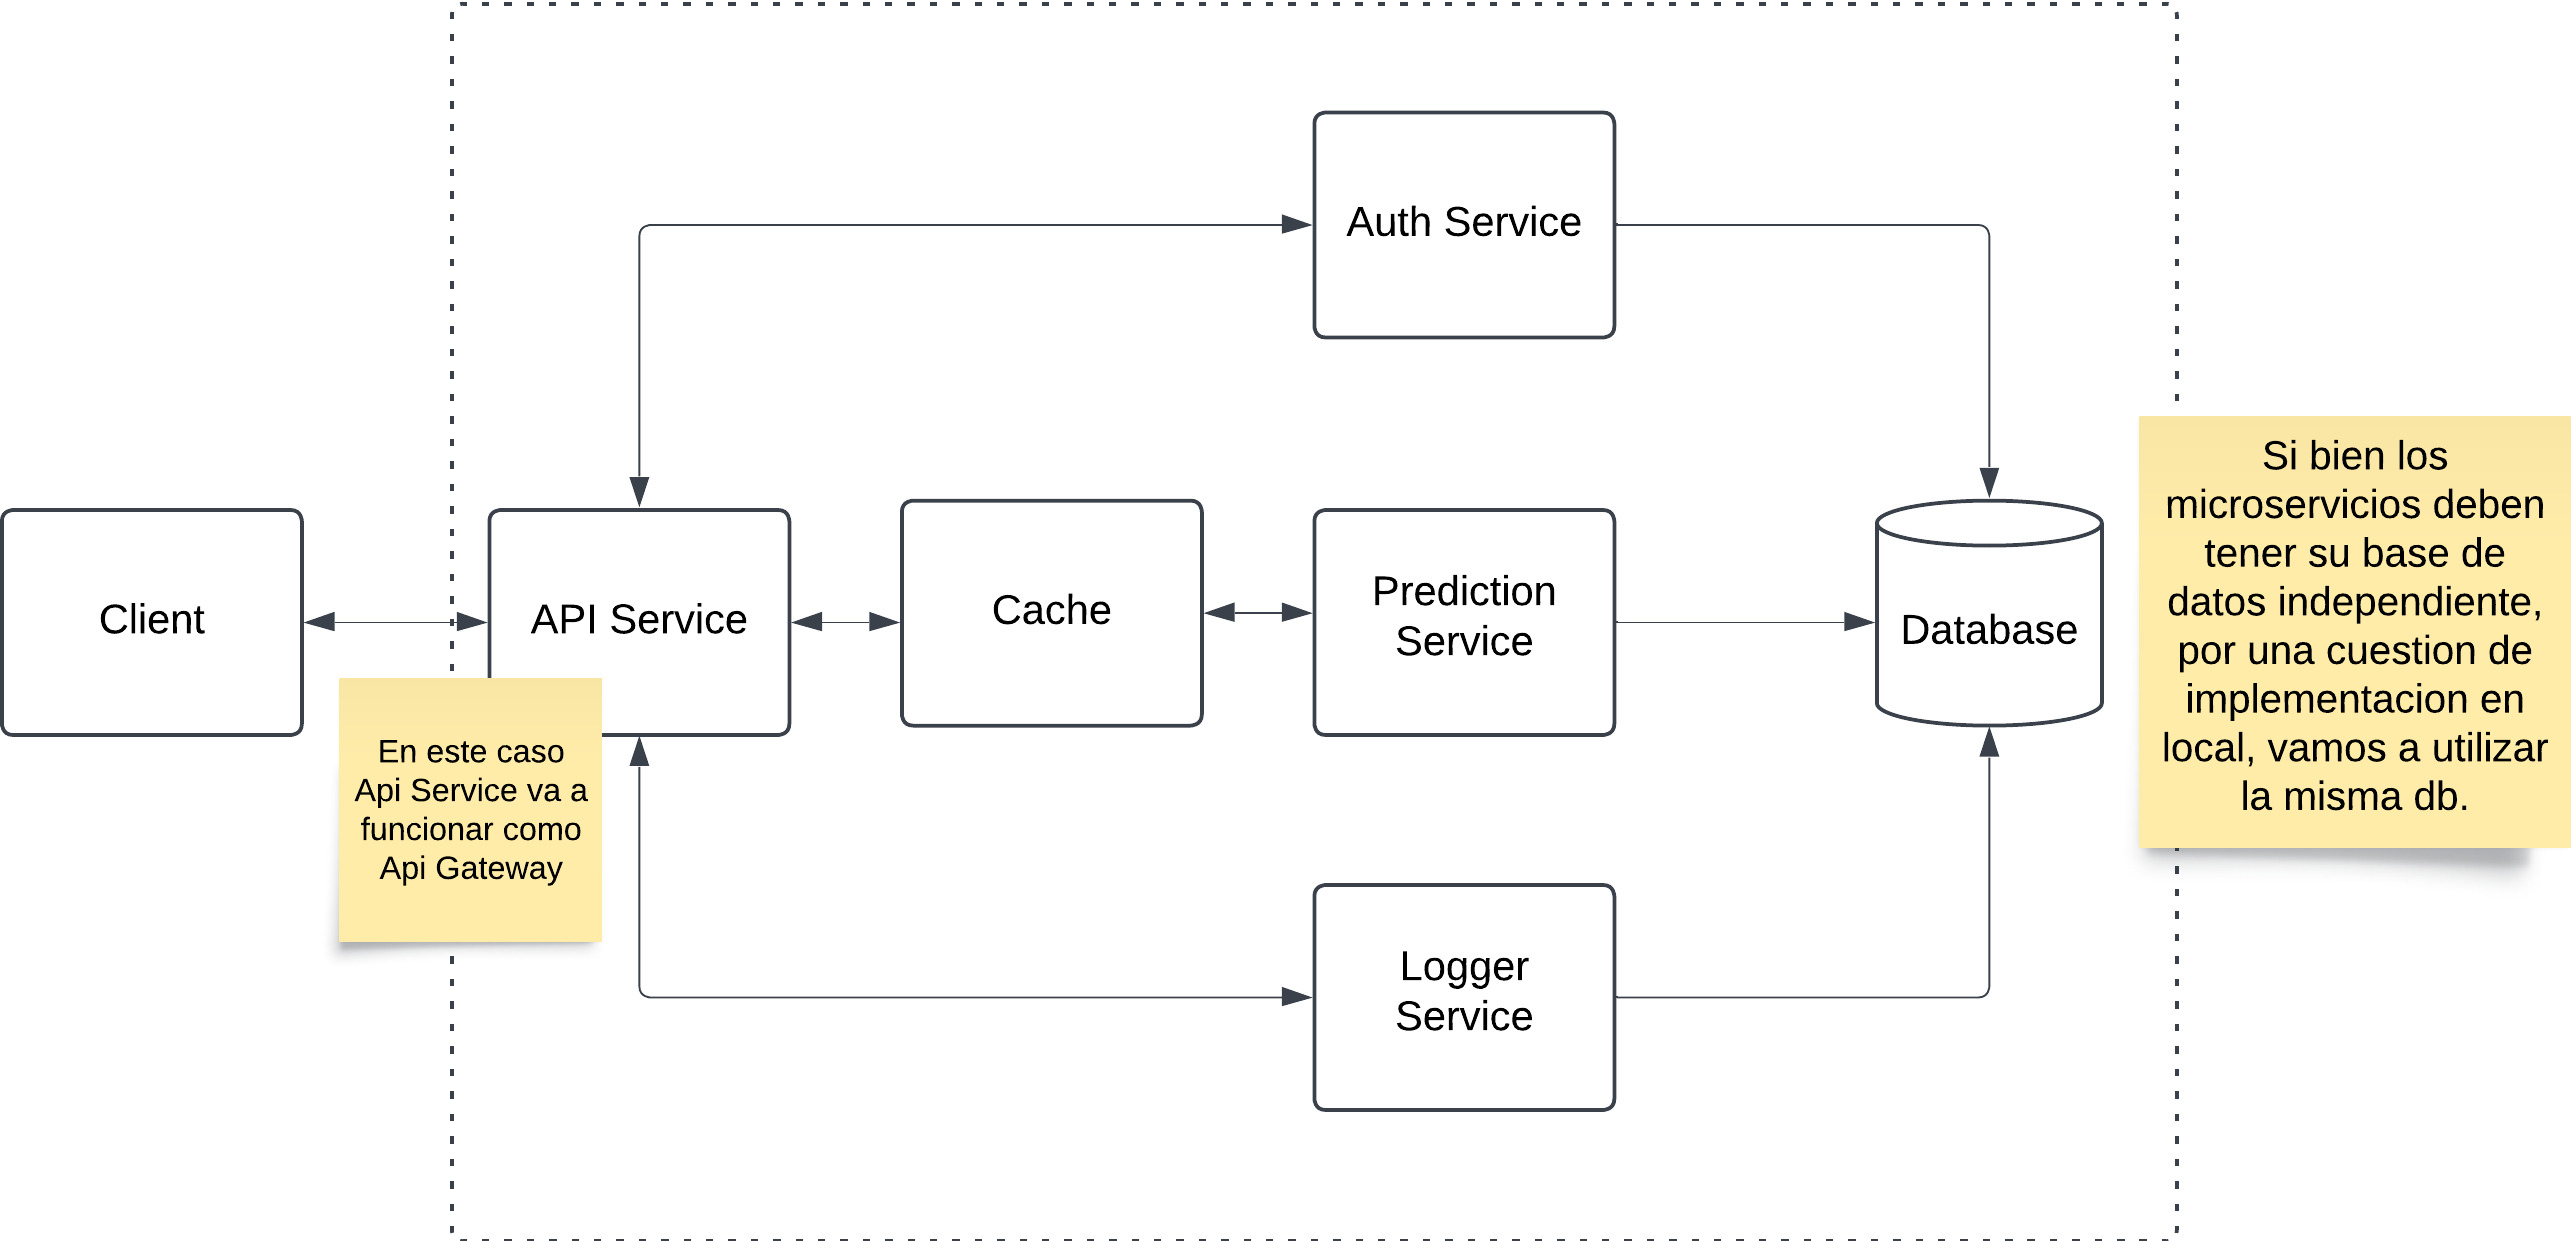 Auth Service
Client
API Service
Cache
Prediction
Service
Database
Si bien los
microservicios deben
tener su base de
datos independiente,
por una cuestion de
implementacion en
local, vamos a utilizar
la misma db.
En este caso
Api Service va a
funcionar como
Api Gateway
Logger
Service